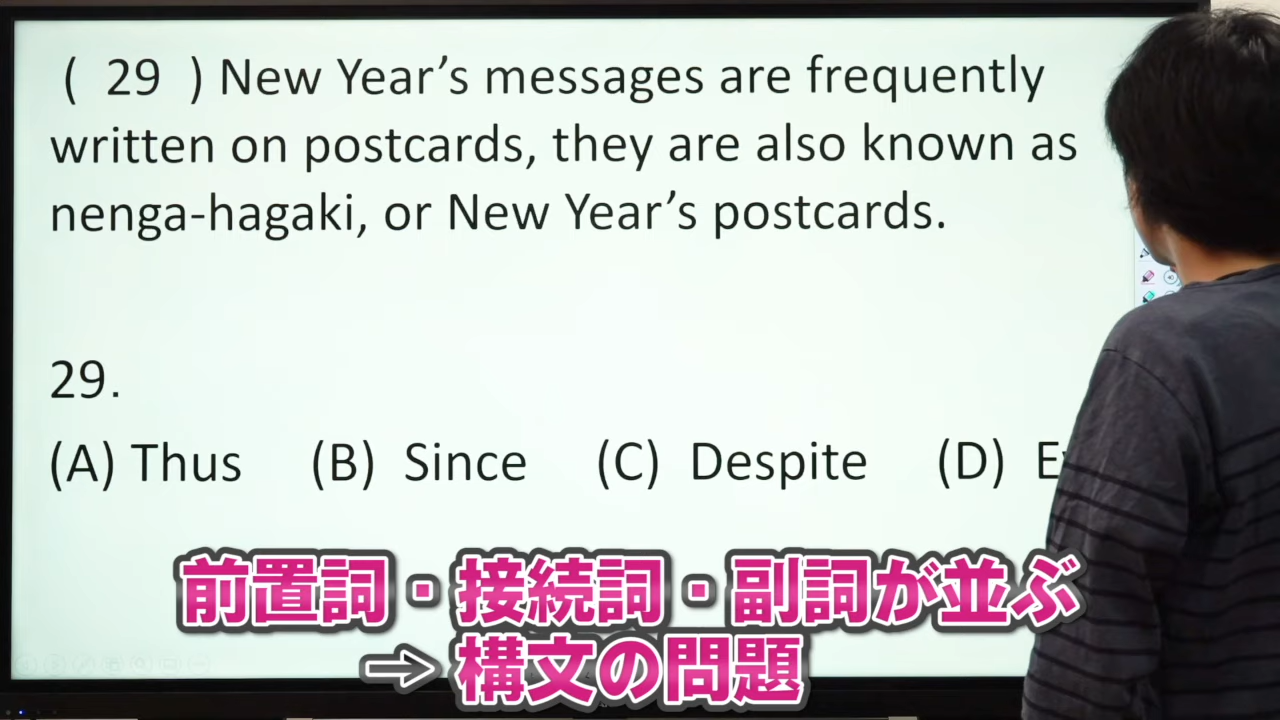 ( 29 ) New Year’s messages are frequently
written on postcards, they are also known as
nenga-hagaki, or New Year’s postcards.
29.
(A) Thus (B) Since (C) Despite (D)
前置詞・接続詞・副詞が並ぶ
→ 構文の問題